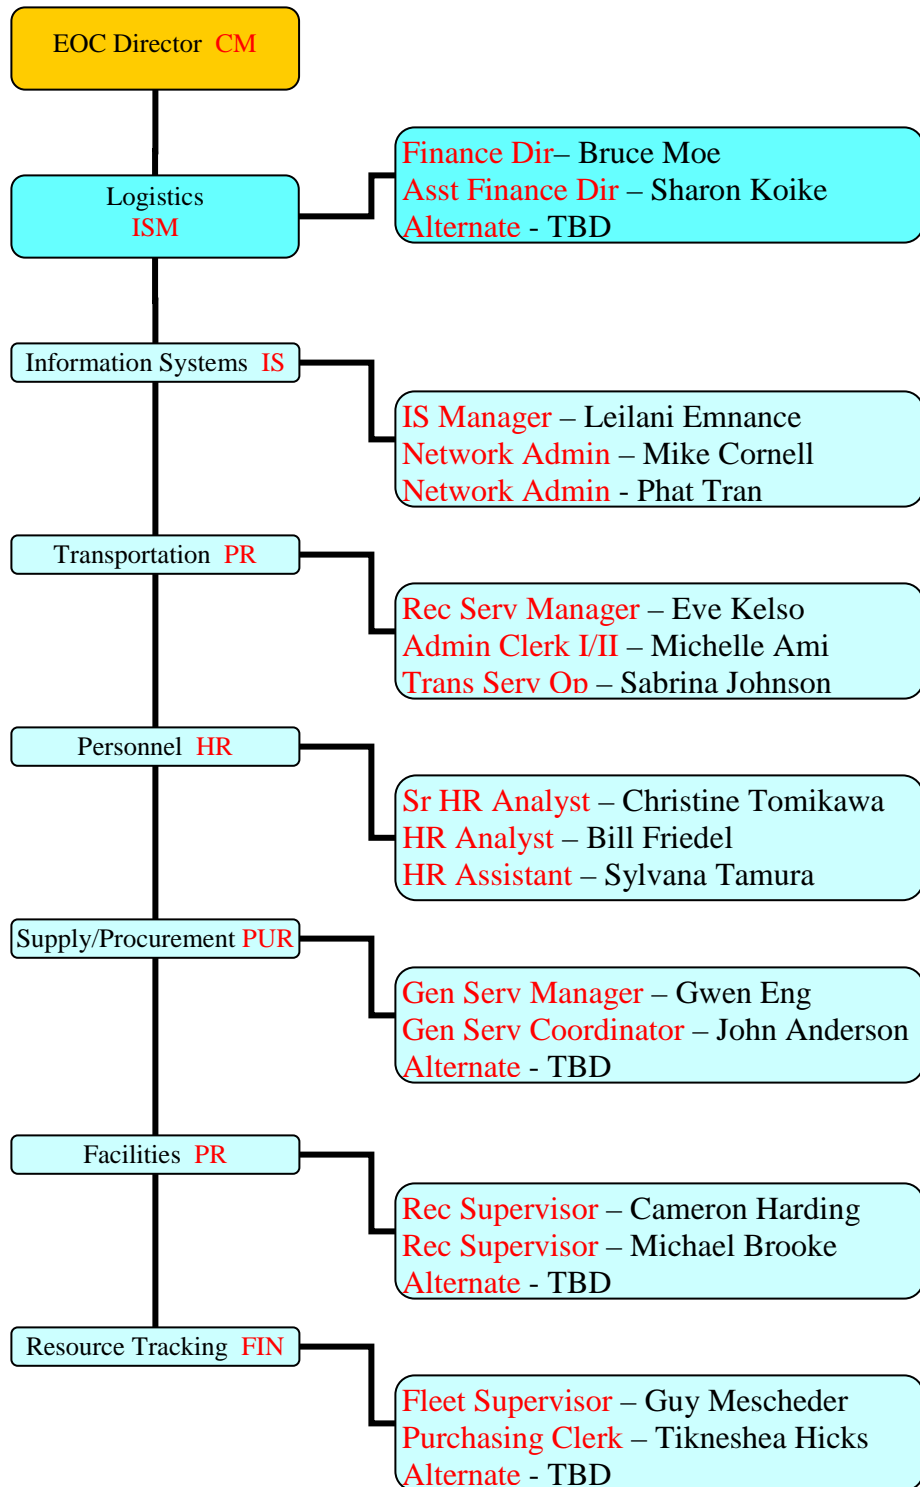 EOC Director CM
Logistics
ISM
Finance Dir– Bruce Moe
Asst Finance Dir – Sharon Koike
Alternate - TBD
Information Systems IS
IS Manager – Leilani Emnance
Network Admin – Mike Cornell
Network Admin - Phat Tran
Transportation PR
Rec Serv Manager – Eve Kelso
Admin Clerk I/II – Michelle Ami
Trans Serv Op – Sabrina Johnson
Personnel HR
Sr HR Analyst – Christine Tomikawa
HR Analyst – Bill Friedel
HR Assistant – Sylvana Tamura
Supply/Procurement PUR
Gen Serv Manager – Gwen Eng
Gen Serv Coordinator – John Anderson
Alternate - TBD
Facilities PR
Rec Supervisor – Cameron Harding
Rec Supervisor – Michael Brooke
Alternate - TBD
Resource Tracking FIN
Fleet Supervisor – Guy Mescheder
Purchasing Clerk – Tikneshea Hicks
Alternate - TBD